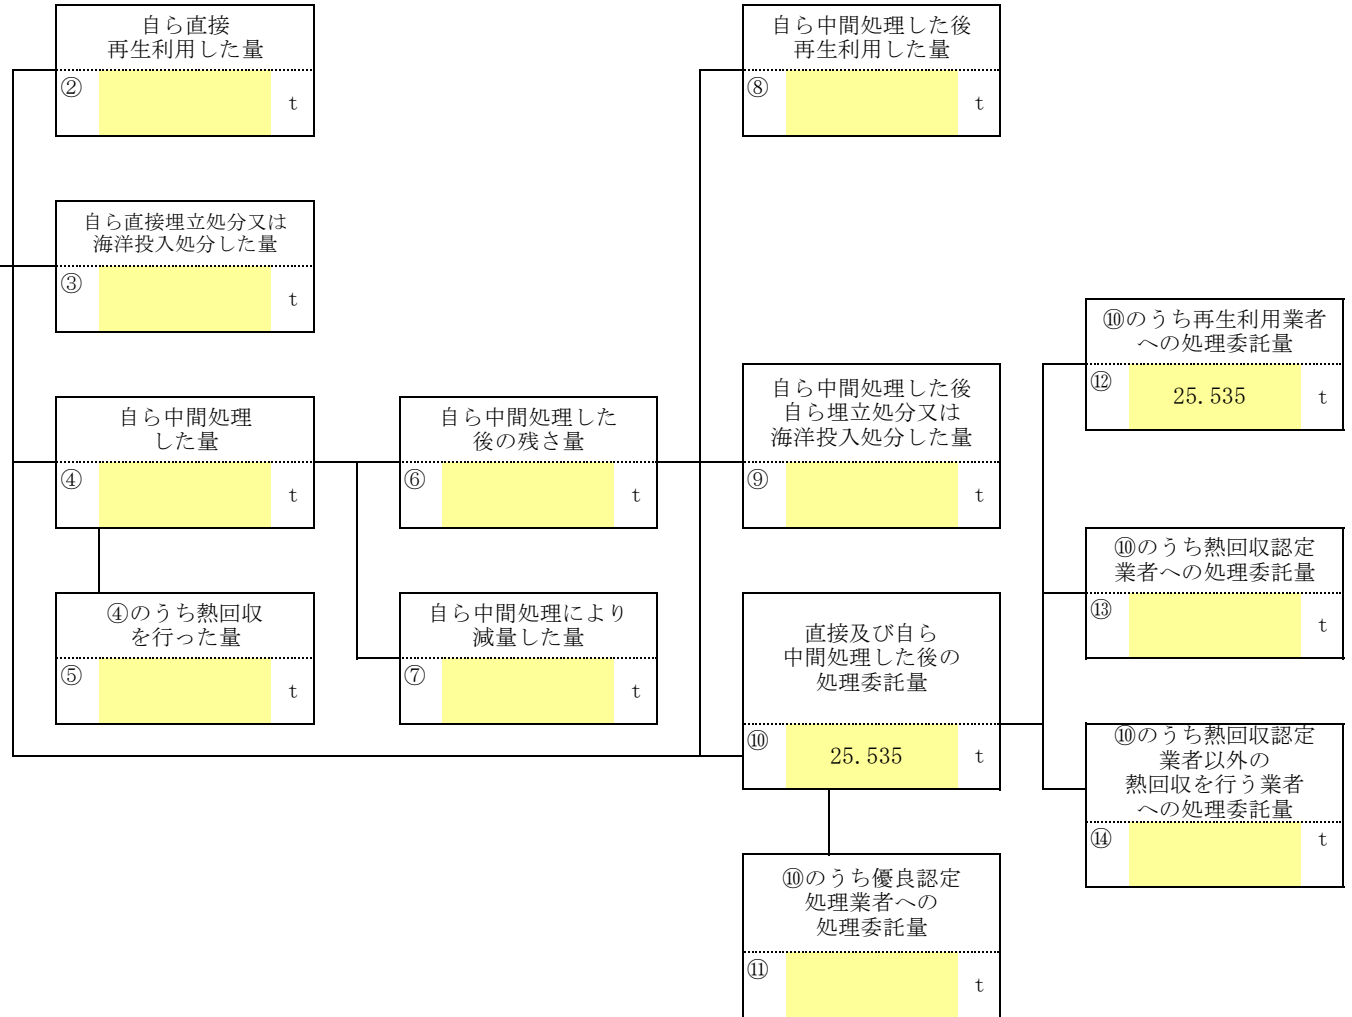 自ら直接
再生利用した量
②
t
自ら中間処理した後
再生利用した量
⑧
t
自ら直接埋立処分又は
海洋投入処分した量
③
t
⑩のうち再生利用業者
への処理委託量
⑫
25.535
t
自ら中間処理
した量
④
t
自ら中間処理した
後の残さ量
⑥
t
自ら中間処理した後
自ら埋立処分又は
海洋投入処分した量
⑨
t
⑩のうち熱回収認定
業者への処理委託量
⑬
t
④のうち熱回収
を行った量
⑤
t
自ら中間処理により
減量した量
⑦
t
直接及び自ら
中間処理した後の
処理委託量
⑩
25.535
t
⑩のうち熱回収認定
業者以外の
熱回収を行う業者
への処理委託量
⑭
t
⑩のうち優良認定
処理業者への
処理委託量
⑪
t